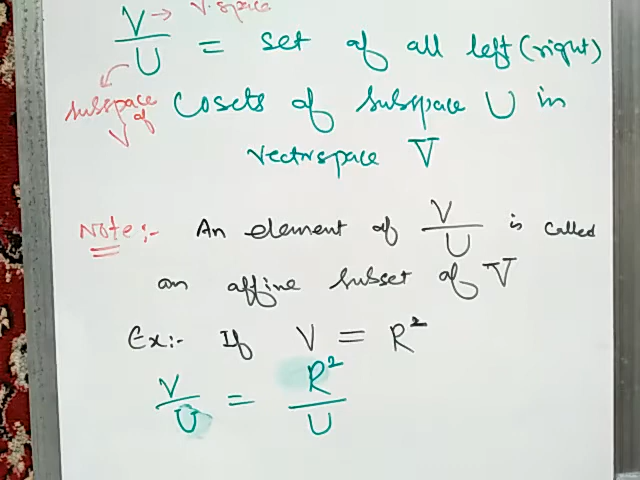 V → V. space
V/U = set of all left (right)
subspace of V
Cosets of subspace U in
vectorspace V
Note:- An element of V/U is called
an affine subset of V
Ex:- If V = R²
V/U = R²/U